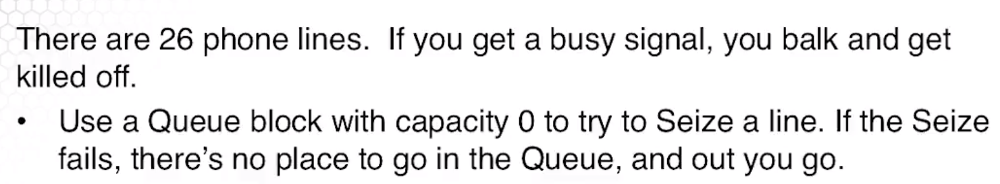 There are 26 phone lines.  If you get a busy signal, you balk and get
killed off.
• Use a Queue block with capacity 0 to try to Seize a line. If the Seize
fails, there’s no place to go in the Queue, and out you go.